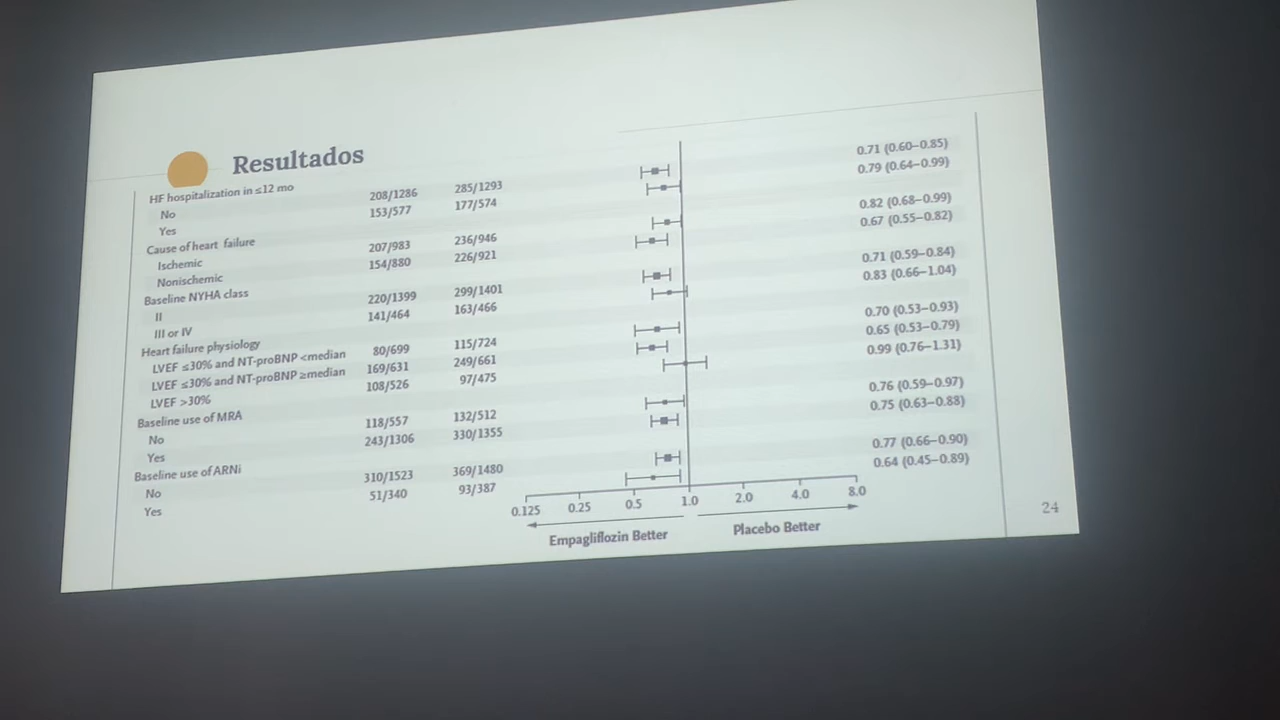 Resultados
HF hospitalization in ≤12 mo
No 208/1286 285/1293 0.71 (0.60–0.85)
Yes 153/577 177/574 0.79 (0.64–0.99)
Cause of heart failure
Ischemic 207/983 236/946 0.82 (0.68–0.99)
Nonischemic 154/880 226/921 0.67 (0.55–0.82)
Baseline NYHA class
II 220/1399 299/1401 0.71 (0.59–0.84)
III or IV 141/464 163/466 0.83 (0.66–1.04)
Heart failure physiology
LVEF ≤30% and NT-proBNP <median 80/699 115/724 0.70 (0.53–0.93)
LVEF ≤30% and NT-proBNP ≥median 169/631 249/661 0.65 (0.53–0.79)
LVEF >30% 108/526 97/475 0.99 (0.76–1.31)
Baseline use of MRA
No 118/557 132/512 0.76 (0.59–0.97)
Yes 243/1306 330/1355 0.75 (0.63–0.88)
Baseline use of ARNi
No 310/1523 369/1480 0.77 (0.66–0.90)
Yes 51/340 93/387 0.64 (0.45–0.89)
0.125 0.25 0.5 1.0 2.0 4.0 8.0
Empagliflozin Better Placebo Better
24